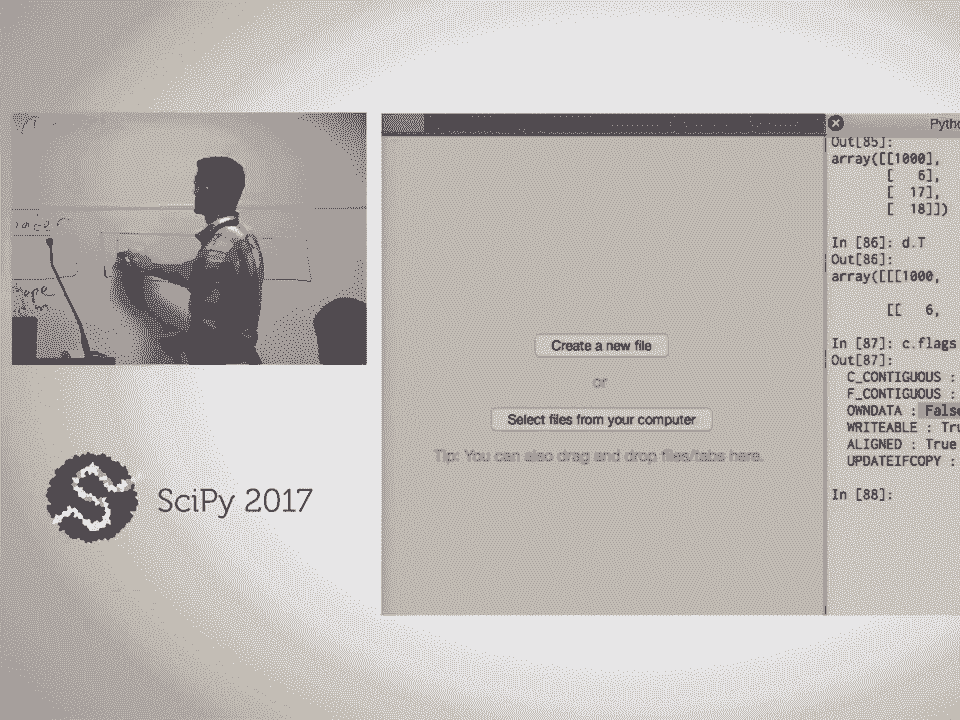 SciPy 2017
Create a new file
or
Select files from your computer
Tip: You can also drag and drop files/tabs here.
Pytho
Out[85]:
array([[1000],
[ 6],
[ 17],
[ 18]])
In [86]: d.T
Out[86]:
array([[[1000,
[[ 6,
In [87]: c.flags
Out[87]:
C_CONTIGUOUS :
F_CONTIGUOUS :
OWNDATA : False
WRITEABLE : Tru
ALIGNED : True
UPDATEIFCOPY :
In [88]: